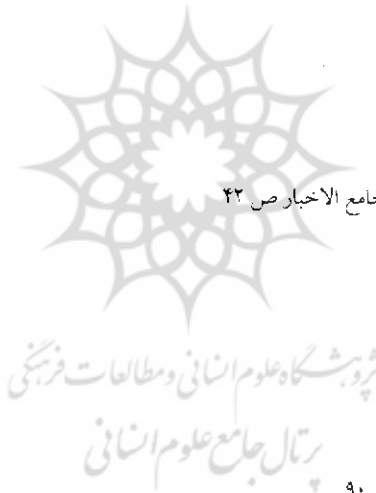 جامع الاخبار ص ۴۲
پژوهشگاه علوم انسانی و مطالعات فرهنگی
پرتال جامع علوم انسانی
۹۰